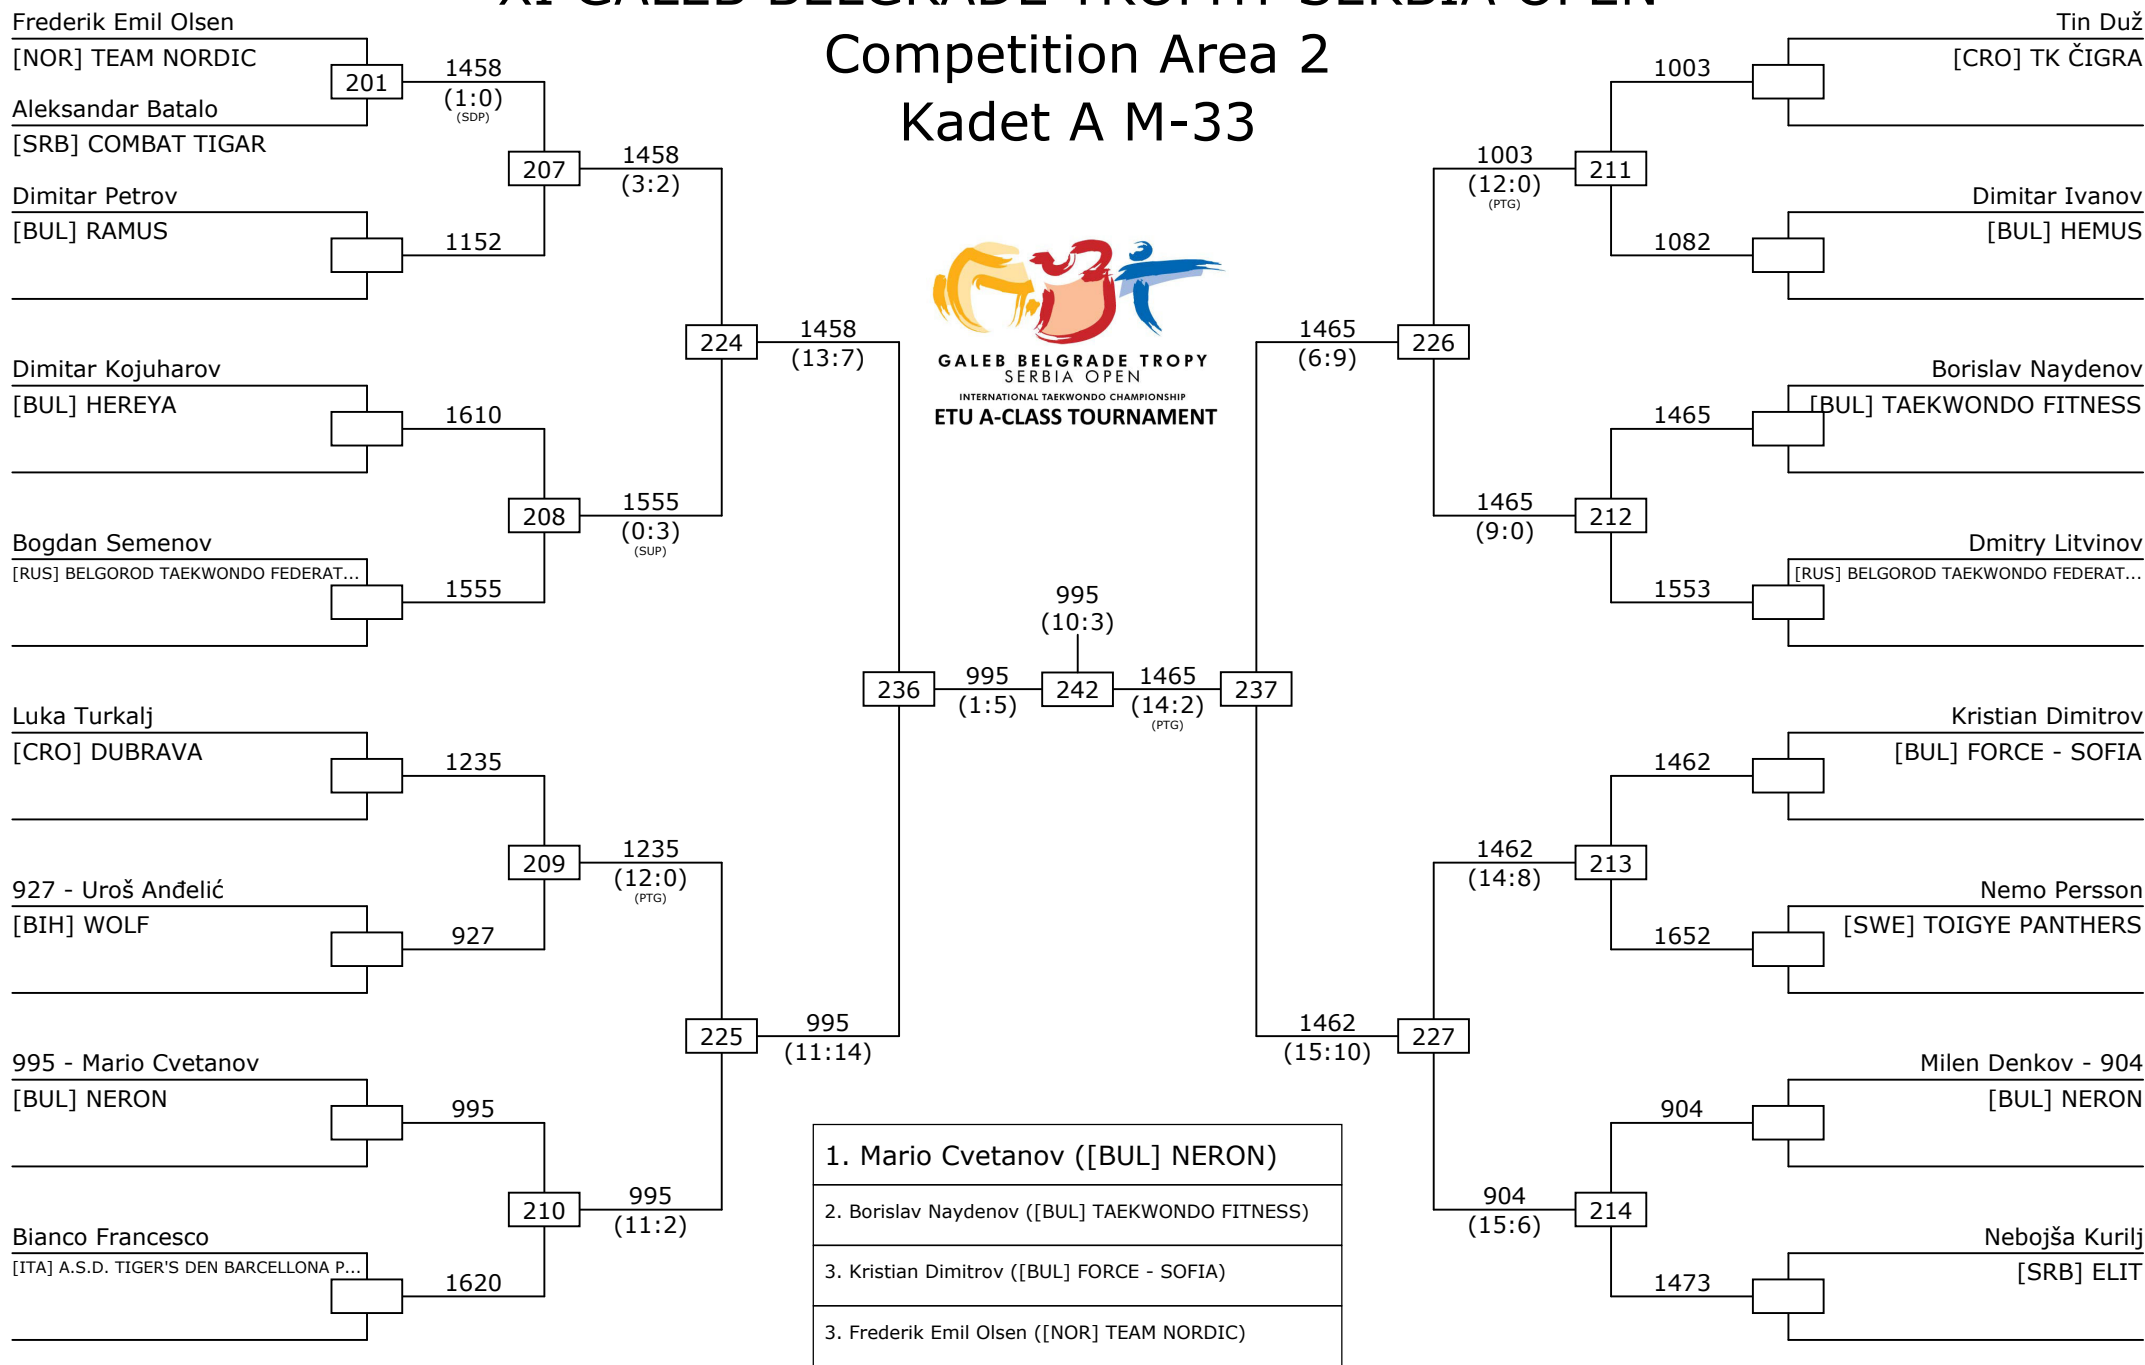 XI GALEB BELGRADE TROPHY SERBIA OPEN
Competition Area 2
Kadet A M-33
Frederik Emil Olsen
[NOR] TEAM NORDIC
201
1458
(1:0)
(SDP)
Aleksandar Batalo
[SRB] COMBAT TIGAR
207
1458
(3:2)
Dimitar Petrov
[BUL] RAMUS
1152
224
1458
(13:7)
Dimitar Kojuharov
[BUL] HEREYA
1610
208
1555
(0:3)
(SUP)
Bogdan Semenov
[RUS] BELGOROD TAEKWONDO FEDERAT...
1555
236
995
(1:5)
Luka Turkalj
[CRO] DUBRAVA
1235
209
1235
(12:0)
(PTG)
927 - Uroš Anđelić
[BIH] WOLF
927
225
995
(11:14)
995 - Mario Cvetanov
[BUL] NERON
995
210
995
(11:2)
Bianco Francesco
[ITA] A.S.D. TIGER'S DEN BARCELLONA P...
1620
GALEB BELGRADE TROPY
SERBIA OPEN
INTERNATIONAL TAEKWONDO CHAMPIONSHIP
ETU A-CLASS TOURNAMENT
995
(10:3)
242
1465
(14:2)
(PTG)
237
Tin Duž
[CRO] TK ČIGRA
1003
1003
(12:0)
(PTG)
211
Dimitar Ivanov
[BUL] HEMUS
1082
1465
(6:9)
226
Borislav Naydenov
[BUL] TAEKWONDO FITNESS
1465
1465
(9:0)
212
Dmitry Litvinov
[RUS] BELGOROD TAEKWONDO FEDERAT...
1553
Kristian Dimitrov
[BUL] FORCE - SOFIA
1462
1462
(14:8)
213
Nemo Persson
[SWE] TOIGYE PANTHERS
1652
1462
(15:10)
227
Milen Denkov - 904
[BUL] NERON
904
904
(15:6)
214
Nebojša Kurilj
[SRB] ELIT
1473
1. Mario Cvetanov ([BUL] NERON)
2. Borislav Naydenov ([BUL] TAEKWONDO FITNESS)
3. Kristian Dimitrov ([BUL] FORCE - SOFIA)
3. Frederik Emil Olsen ([NOR] TEAM NORDIC)